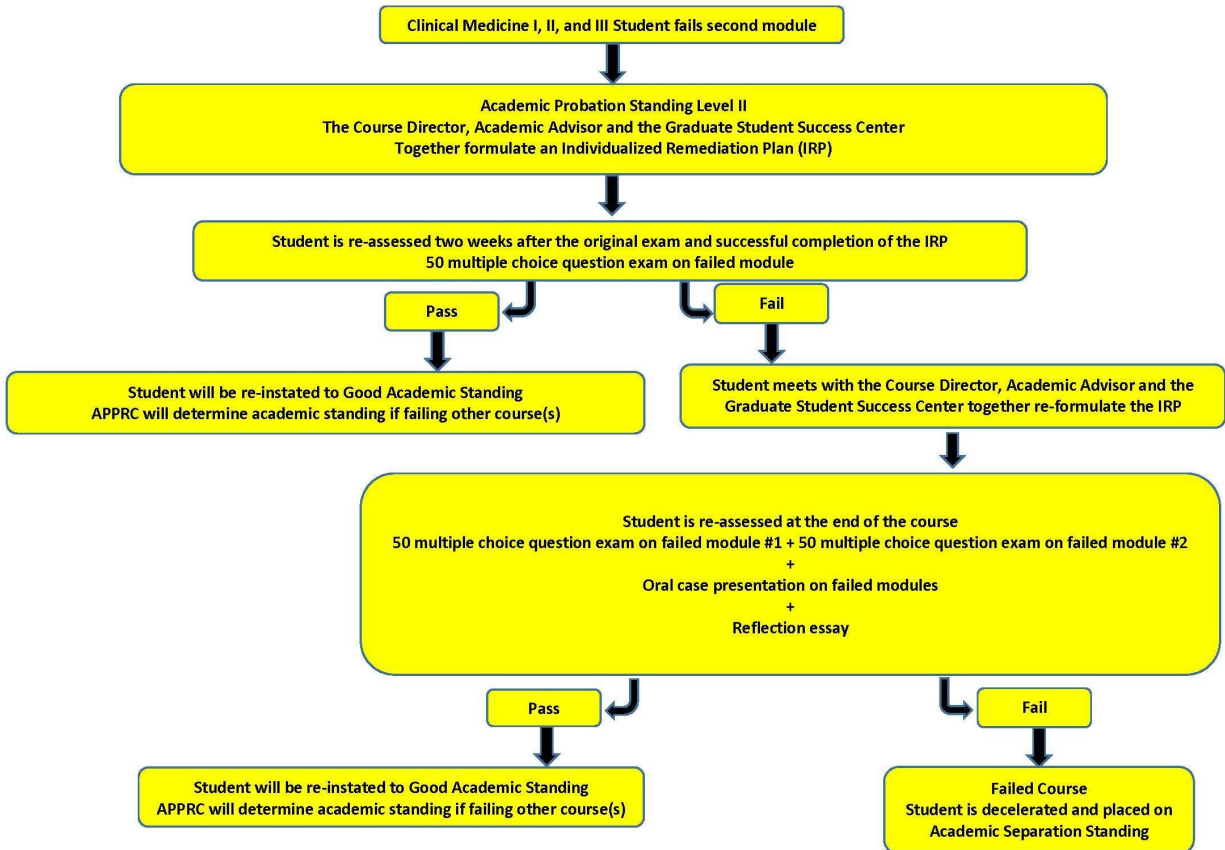 Clinical Medicine I, II, and III Student fails second module
Academic Probation Standing Level II
The Course Director, Academic Advisor and the Graduate Student Success Center
Together formulate an Individualized Remediation Plan (IRP)
Student is re-assessed two weeks after the original exam and successful completion of the IRP
50 multiple choice question exam on failed module
Pass
Fail
Student will be re-instated to Good Academic Standing
APPRC will determine academic standing if failing other course(s)
Student meets with the Course Director, Academic Advisor and the
Graduate Student Success Center together re-formulate the IRP
Student is re-assessed at the end of the course
50 multiple choice question exam on failed module #1 + 50 multiple choice question exam on failed module #2
+
Oral case presentation on failed modules
+
Reflection essay
Pass
Fail
Student will be re-instated to Good Academic Standing
APPRC will determine academic standing if failing other course(s)
Failed Course
Student is decelerated and placed on
Academic Separation Standing